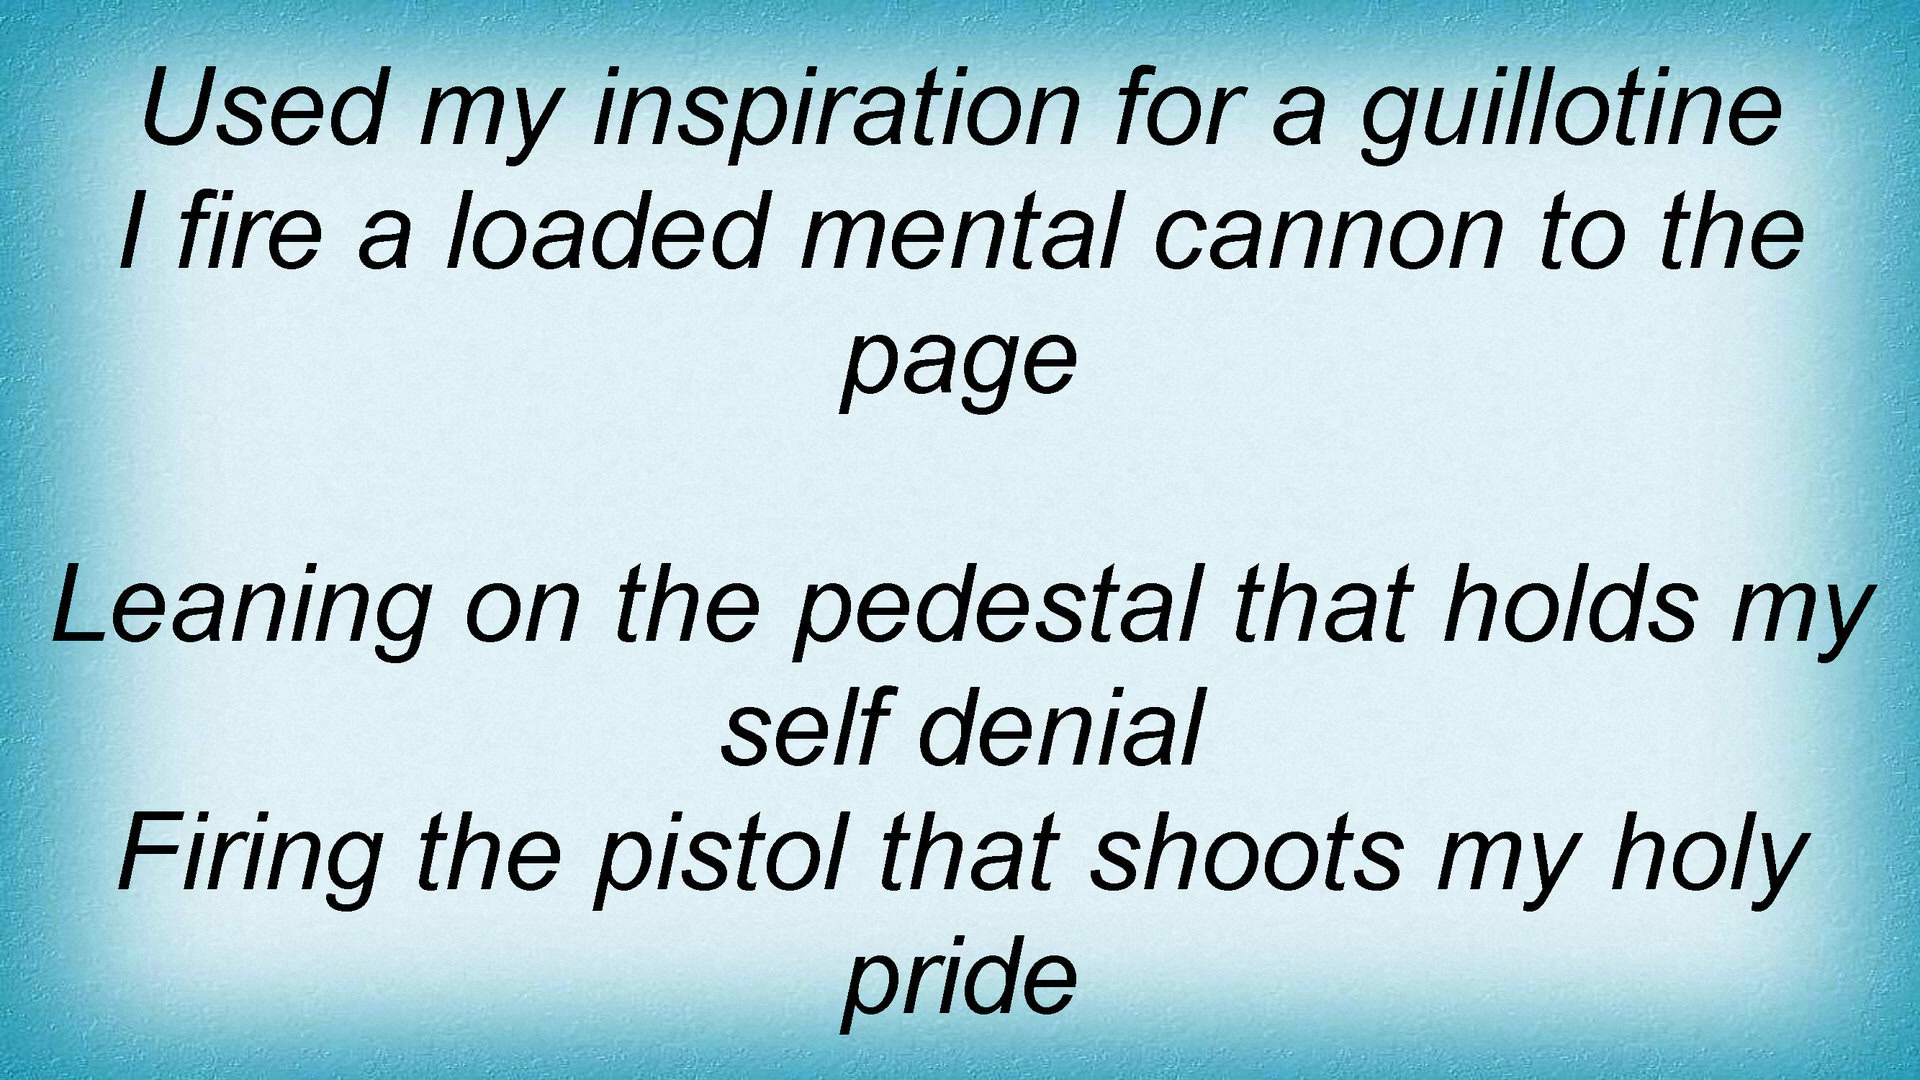 Used my inspiration for a guillotine
I fire a loaded mental cannon to the
page
Leaning on the pedestal that holds my
self denial
Firing the pistol that shoots my holy
pride